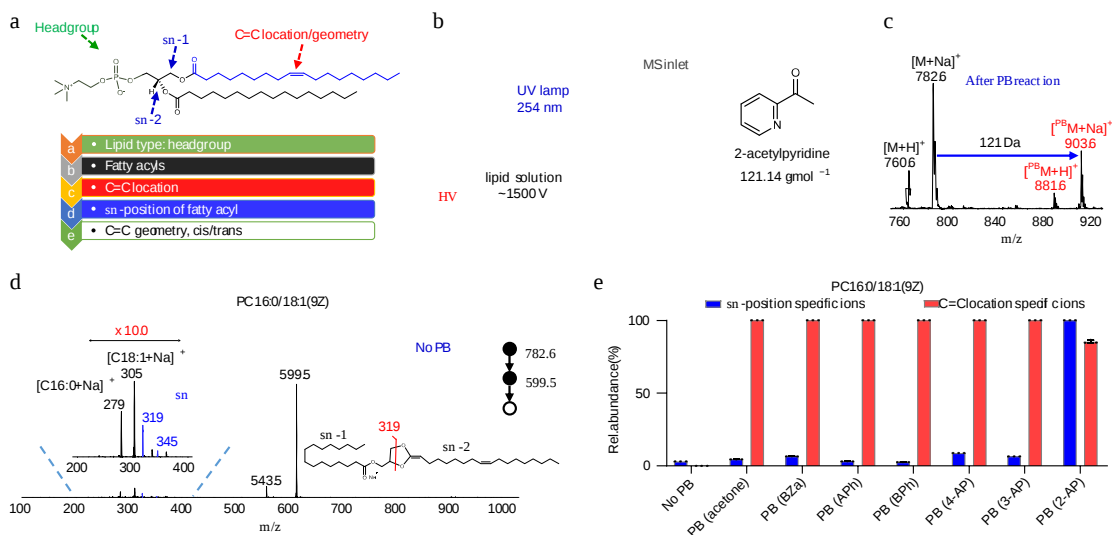 a
Headgroup
sn-1
C=C location/geometry
O
P
O
O-
N+
O
O
H
O
O
sn-2
a • Lipid type: headgroup
b • Fatty acyls
c • C=C location
d • sn-position of fatty acyl
e • C=C geometry, cis/trans
b
MS inlet
UV lamp
254 nm
O
N
2-acetylpyridine
121.14 gmol −1
lipid solution
~1500 V
HV
c
[M+Na]+
782.6
After PB reaction
[PBM+Na]+
903.6
[M+H]+
760.6
121 Da
[PBM+H]+
881.6
760 800 840 880 920
m/z
d
PC 16:0/18:1(9Z)
x 10.0
No PB
[C18:1+Na]+
[C16:0+Na]+
305
279
sn
319
345
200 300 400
599.5
782.6
599.5
sn-1
319
sn-2
543.5
100 200 300 400 500 600 700 800 900 1000
m/z
e
PC 16:0/18:1(9Z)
sn-position specific ions
C=C location specific ions
Rel. abundance (%)
100
50
0
No PB
PB (acetone)
PB (BZa)
PB (APh)
PB (BPh)
PB (4-AP)
PB (3-AP)
PB (2-AP)